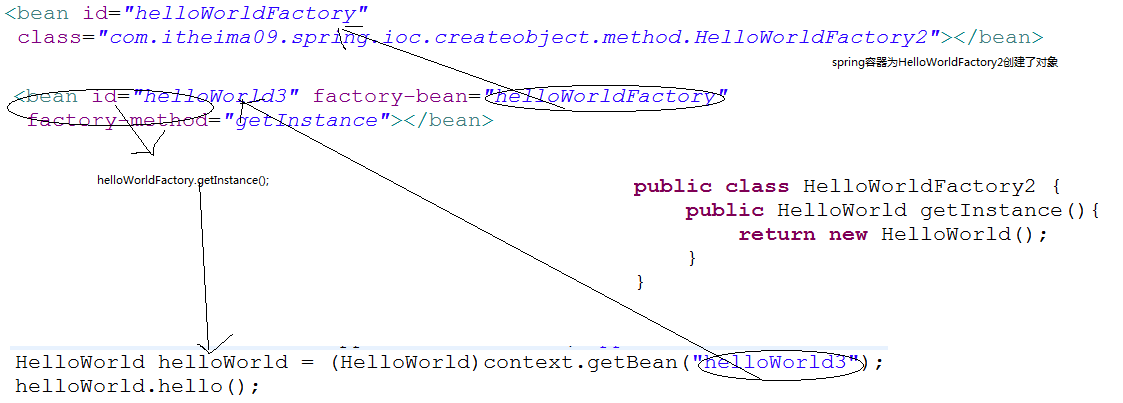 <bean id="helloWorldFactory"
class="com.itheima09.spring.ioc.createobject.method.HelloWorldFactory2"></bean>
spring容器为HelloWorldFactory2创建了对象
<bean id="helloWorld3" factory-bean="helloWorldFactory"
factory-method="getInstance"></bean>
helloWorldFactory.getInstance();
public class HelloWorldFactory2 {
public HelloWorld getInstance(){
return new HelloWorld();
}
}
HelloWorld helloWorld = (HelloWorld)context.getBean("helloWorld3");
helloWorld.hello();